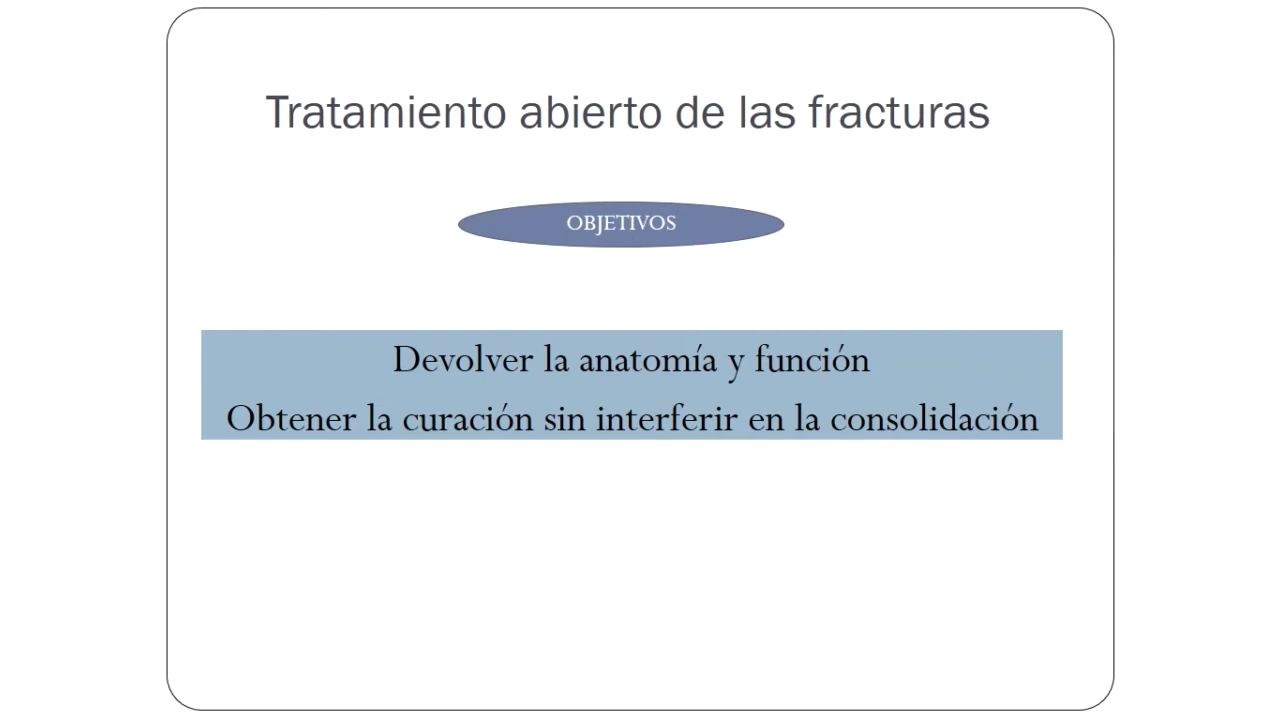 Tratamiento abierto de las fracturas
OBJETIVOS
Devolver la anatomía y función
Obtener la curación sin interferir en la consolidación